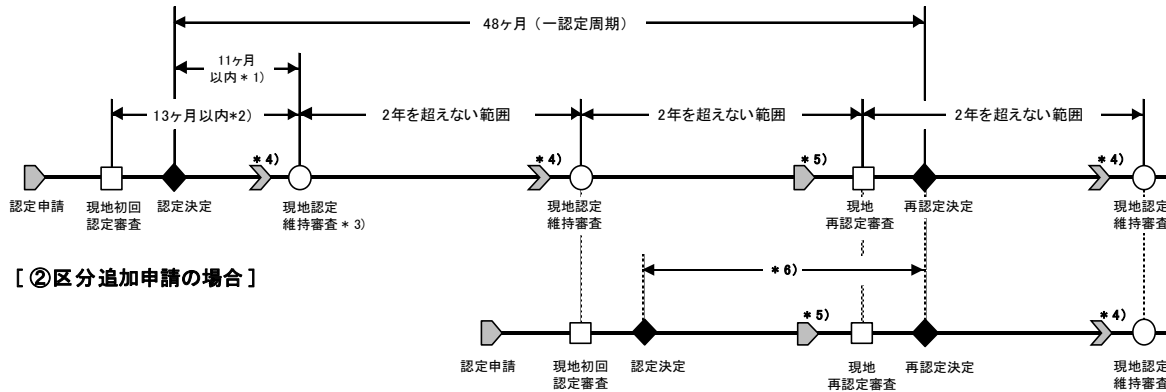 48ヶ月（一認定周期）
11ヶ月
以内＊1)
13ヶ月以内*2)
2年を超えない範囲
2年を超えない範囲
2年を超えない範囲
＊4)
＊4)
＊5)
＊4)
認定申請
現地初回
認定審査
認定決定
現地認定
維持審査＊3)
現地認定
維持審査
現地
再認定審査
再認定決定
現地認定
維持審査
[②区分追加申請の場合]
＊6)
＊5)
＊4)
認定申請
現地初回
認定審査
認定決定
現地
再認定審査
再認定決定
現地認定
維持審査